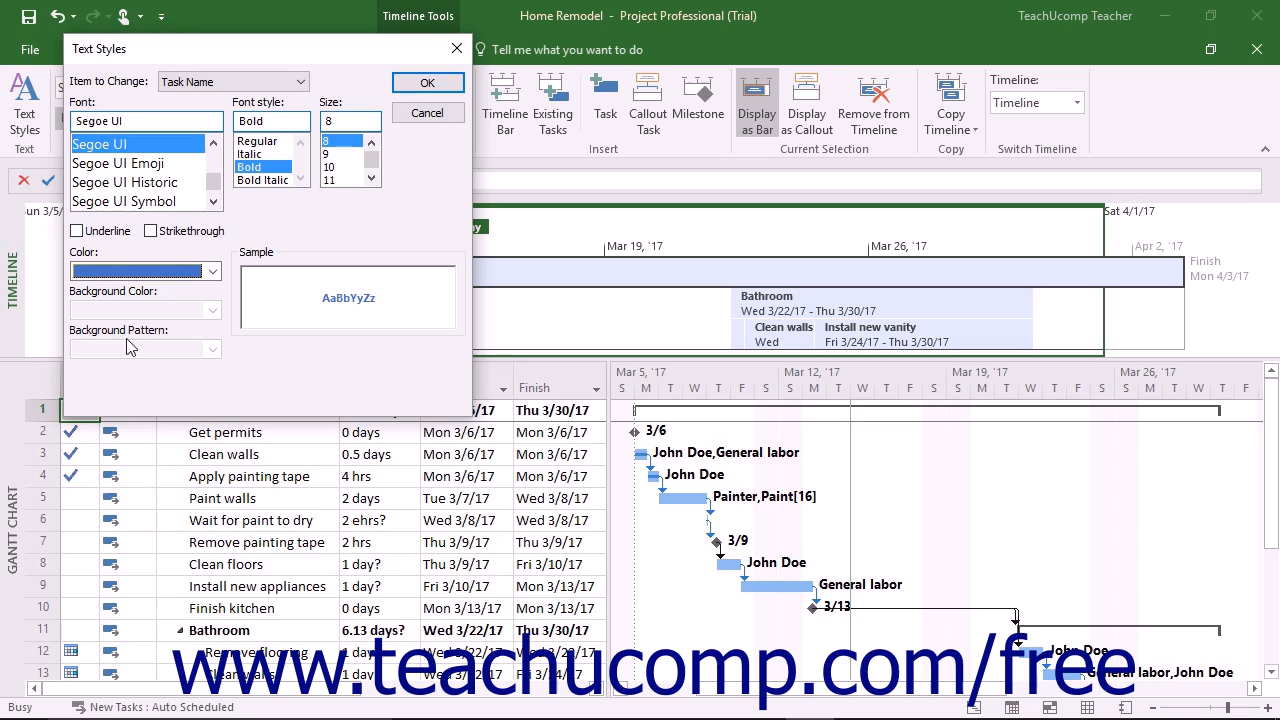 Timeline Tools
Home Remodel - Project Professional (Trial)
TeachUcomp Teacher
File
Text Styles
Tell me what you want to do
Item to Change:
Task Name
OK
Cancel
Font:
Font style:
Size:
Segoe UI
Bold
8
Segoe UI
Segoe UI Emoji
Segoe UI Historic
Segoe UI Symbol
Regular
Italic
Bold
Bold Italic
8
9
10
11
Underline
Strikethrough
Color:
Sample
AaBbYyZz
Background Color:
Background Pattern:
Text
Styles
Text
Timeline
Bar
Existing
Tasks
Task
Callout
Task
Milestone
Insert
Display
as Bar
Display
as Callout
Remove from
Timeline
Current Selection
Copy
Timeline
Copy
Timeline:
Timeline
Switch Timeline
TIMELINE
Sat 4/1/17
Mar 19, '17
Mar 26, '17
Apr 2, '17
Finish
Mon 4/3/17
Bathroom
Wed 3/22/17 - Thu 3/30/17
Clean walls
Wed
Install new vanity
Fri 3/24/17 - Thu 3/30/17
GANTT CHART
Finish
Mar 5, '17
Mar 12, '17
Mar 19, '17
Mar 26, '17
S M T W T F S S M T W T F S S M T W T F S S M T W T F
1 Thu 3/30/17
2 Get permits 0 days Mon 3/6/17 Mon 3/6/17 3/6
3 Clean walls 0.5 days Mon 3/6/17 Mon 3/6/17 John Doe,General labor
4 Apply painting tape 4 hrs Mon 3/6/17 Mon 3/6/17 John Doe
5 Paint walls 2 days Tue 3/7/17 Wed 3/8/17 Painter,Paint[16]
6 Wait for paint to dry 2 ehrs? Wed 3/8/17 Wed 3/8/17
7 Remove painting tape 2 hrs Thu 3/9/17 Thu 3/9/17 3/9
8 Clean floors 1 day? Thu 3/9/17 Fri 3/10/17 John Doe
9 Install new appliances 1 day? Fri 3/10/17 Mon 3/13/17 General labor
10 Finish kitchen 0 days Mon 3/13/17 Mon 3/13/17 3/13
11 Bathroom 6.13 days? Wed 3/22/17 Thu 3/30/17
12 Remove flooring John Doe
13 General labor,John Doe
www.teachucomp.com/free
Busy
New Tasks : Auto Scheduled